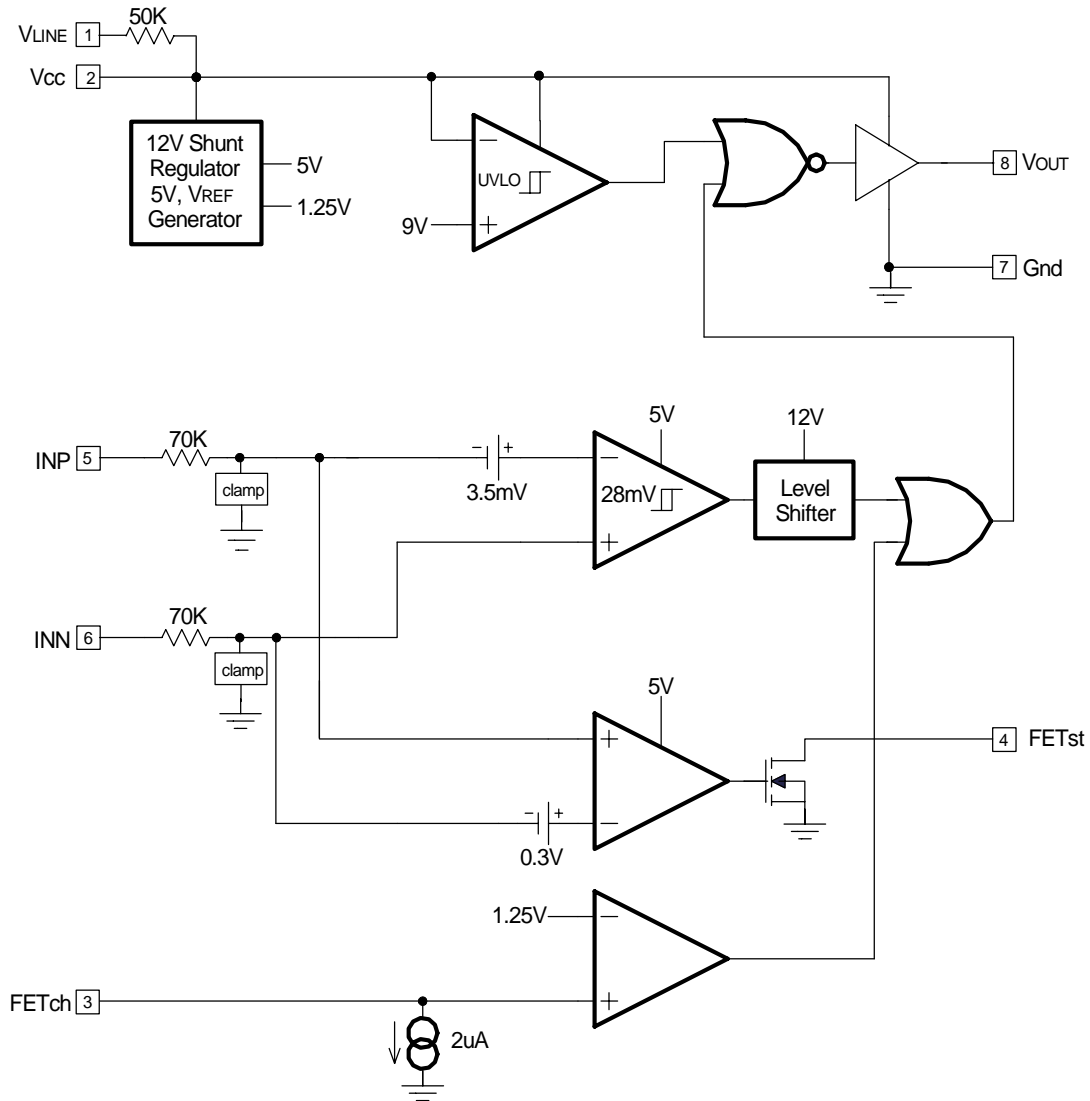 50K
VLINE 1
Vcc 2
12V Shunt
Regulator
5V, VREF
Generator
5V
1.25V
−
UVLO
9V
+
8 VOUT
7 Gnd
5V
12V
INP 5
70K
clamp
− +
3.5mV
−
28mV
+
Level
Shifter
INN 6
70K
clamp
5V
+
− +
0.3V
−
4 FETst
1.25V
−
FETch 3
+
2uA